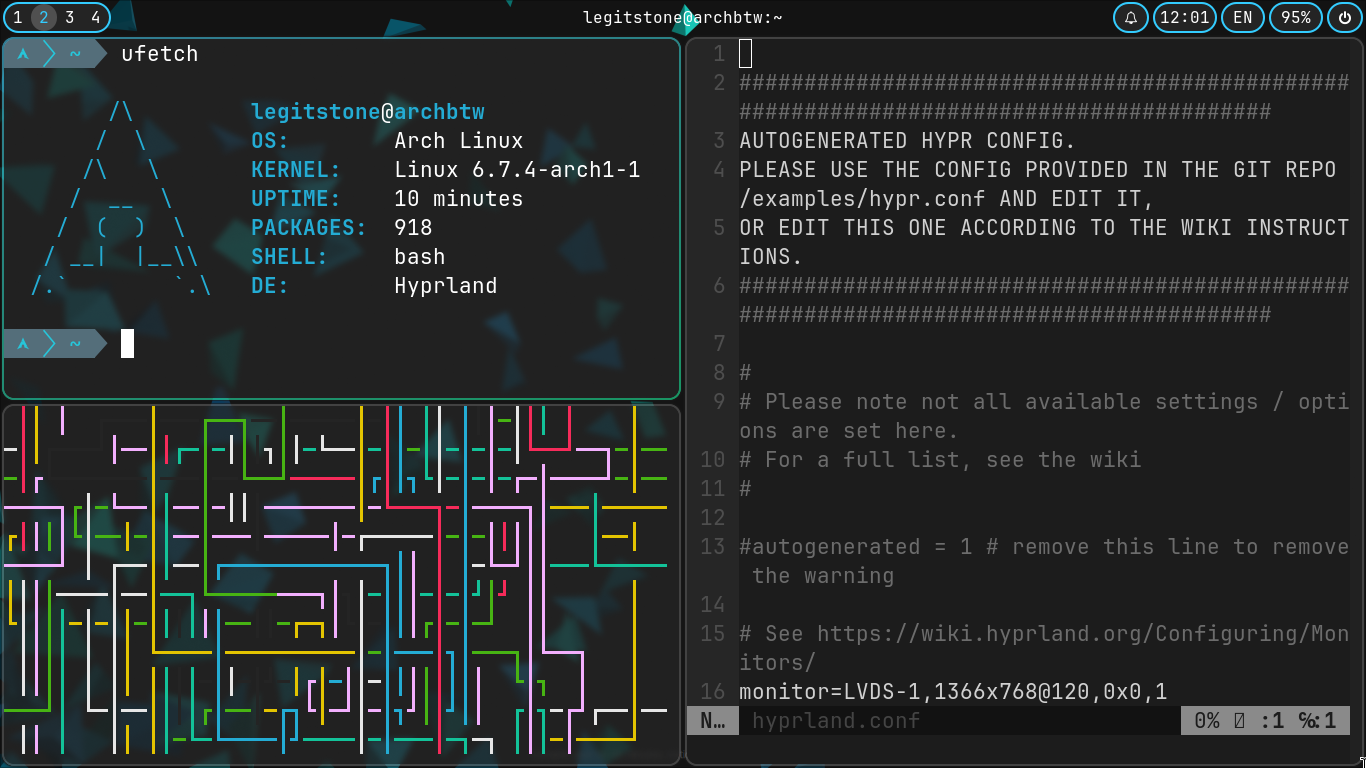 1 2 3 4
legitstone@archbtw:~
12:01 EN 95%
~ ufetch
legitstone@archbtw
OS: Arch Linux
KERNEL: Linux 6.7.4-arch1-1
UPTIME: 10 minutes
PACKAGES: 918
SHELL: bash
DE: Hyprland
~
1
2 ###############################################
#########################################
3 AUTOGENERATED HYPR CONFIG.
4 PLEASE USE THE CONFIG PROVIDED IN THE GIT REPO
/examples/hypr.conf AND EDIT IT,
5 OR EDIT THIS ONE ACCORDING TO THE WIKI INSTRUCT
IONS.
6 ###############################################
#########################################
7
8 #
9 # Please note not all available settings / opti
ons are set here.
10 # For a full list, see the wiki
11 #
12
13 #autogenerated = 1 # remove this line to remove
the warning
14
15 # See https://wiki.hyprland.org/Configuring/Mon
itors/
16 monitor=LVDS-1,1366x768@120,0x0,1
N… hyprland.conf 0% :1 ℅:1